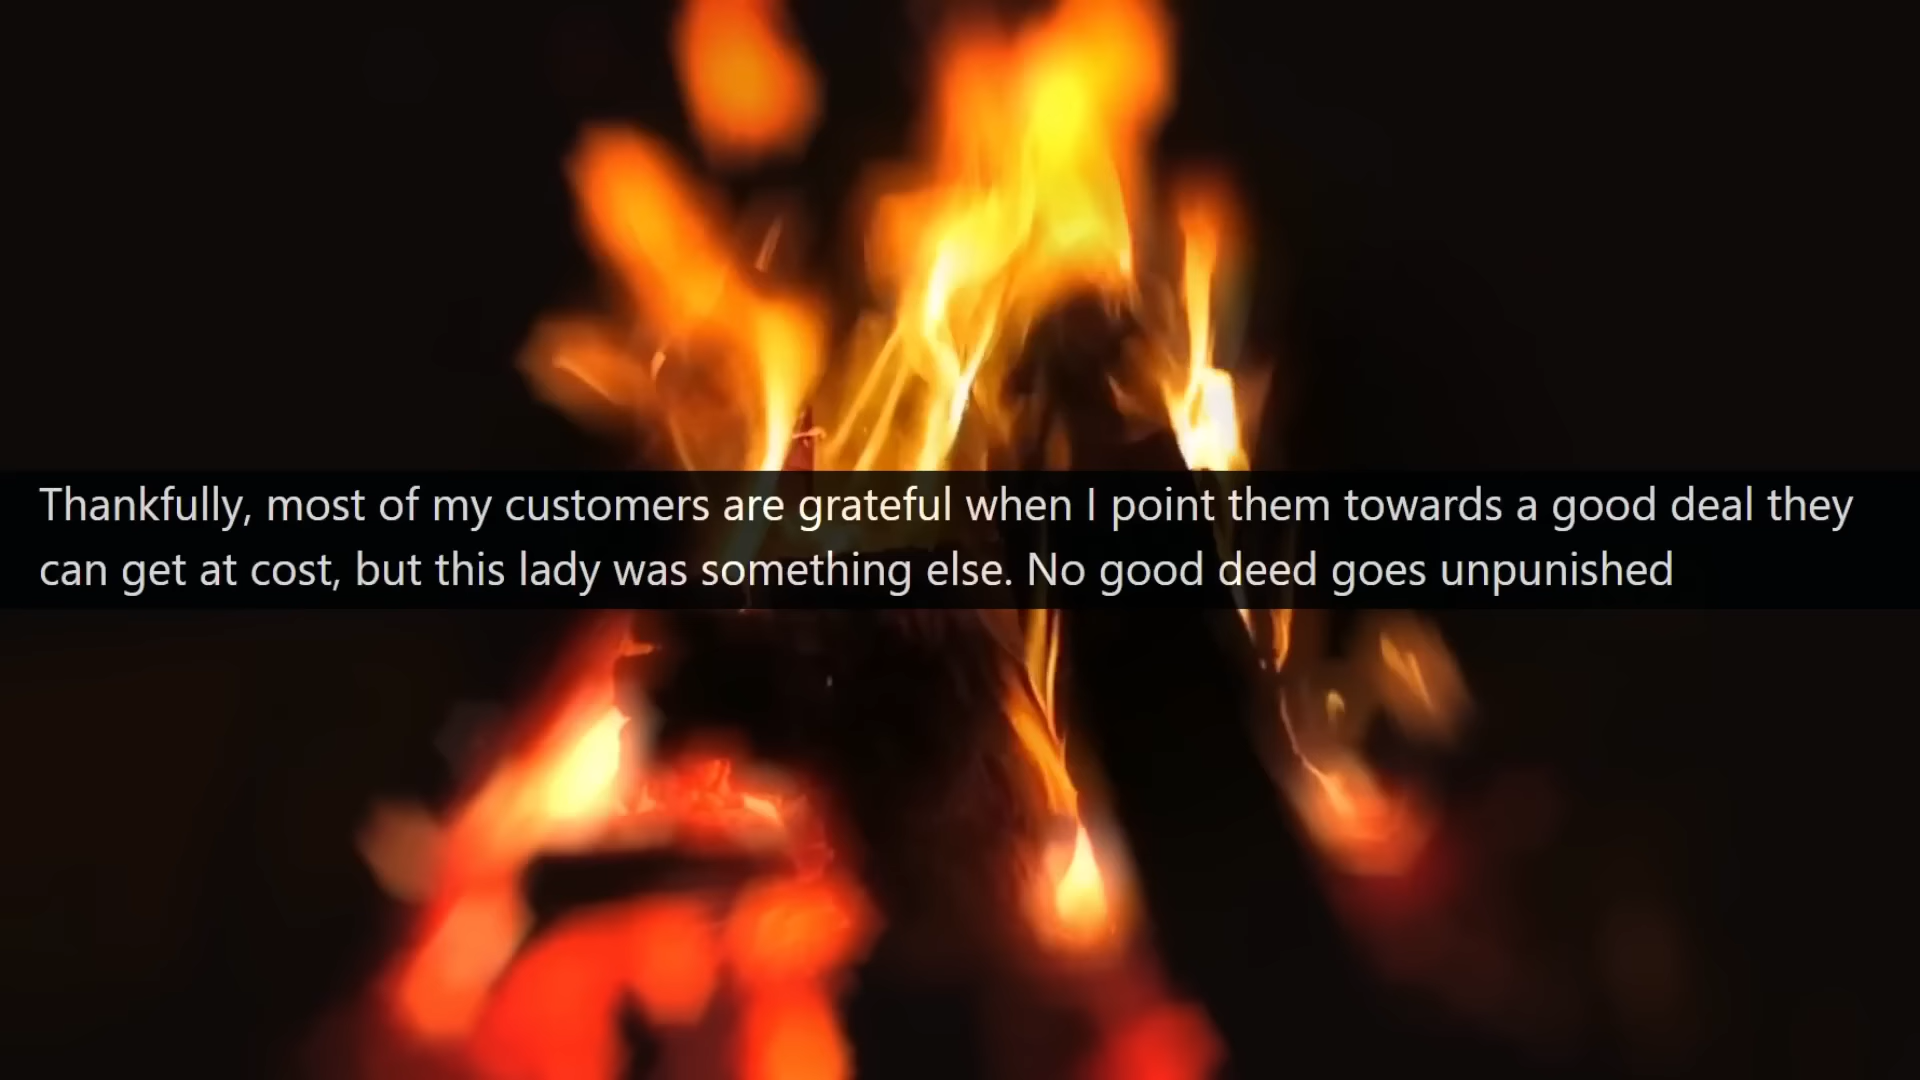 Thankfully, most of my customers are grateful when I point them towards a good deal they
can get at cost, but this lady was something else. No good deed goes unpunished